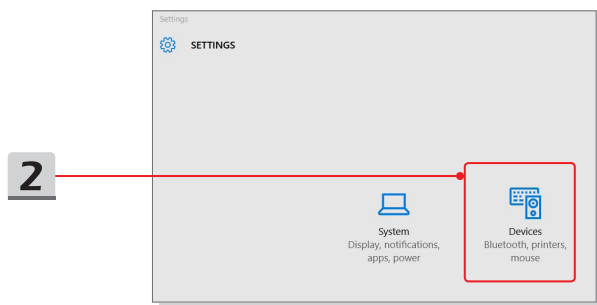 Settings
SETTINGS
2
System
Display, notifications,
apps, power
Devices
Bluetooth, printers,
mouse